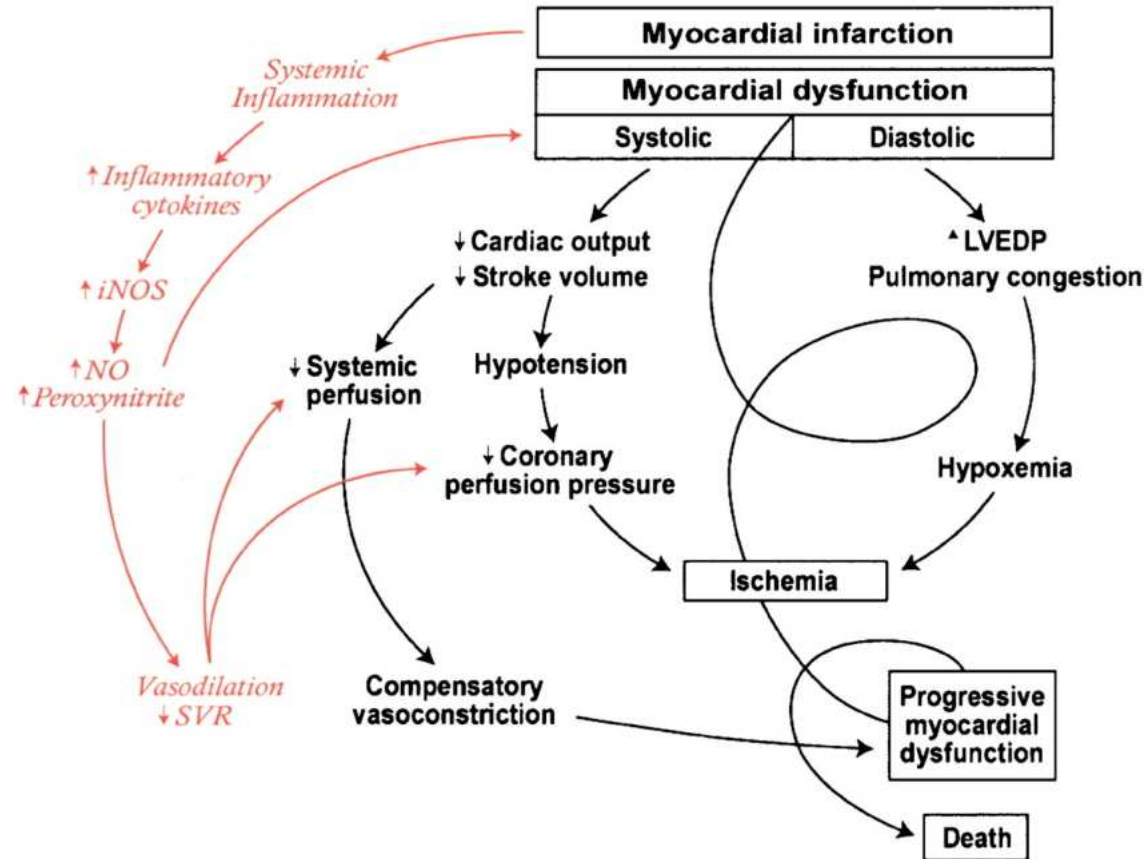 Myocardial infarction
Systemic
Inflammation
Myocardial dysfunction
Systolic
Diastolic
↑ Inflammatory
cytokines
↓ Cardiac output
↓ Stroke volume
▲ LVEDP
Pulmonary congestion
↑ iNOS
↑ NO
↑ Peroxynitrite
↓ Systemic
perfusion
Hypotension
↓ Coronary
perfusion pressure
Hypoxemia
Ischemia
Vasodilation
↓ SVR
Compensatory
vasoconstriction
Progressive
myocardial
dysfunction
Death